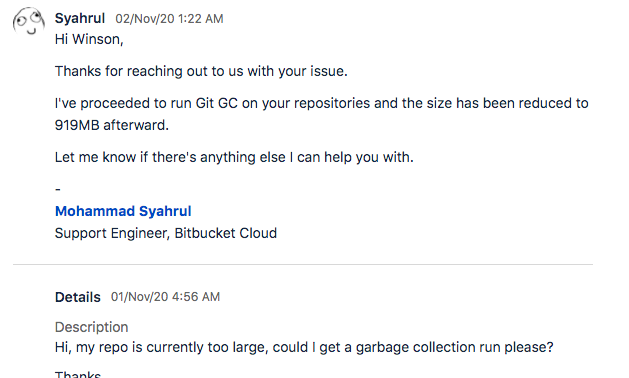 Syahrul 02/Nov/20 1:22 AM
Hi Winson,
Thanks for reaching out to us with your issue.
I've proceeded to run Git GC on your repositories and the size has been reduced to
919MB afterward.
Let me know if there's anything else I can help you with.
-
Mohammad Syahrul
Support Engineer, Bitbucket Cloud
Details 01/Nov/20 4:56 AM
Description
Hi, my repo is currently too large, could I get a garbage collection run please?
Thanks